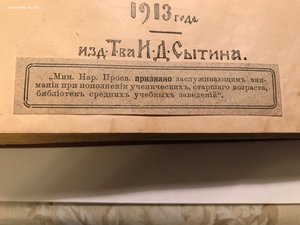 1913 года
изд. Т-ва И.Д. Сытина.
„Мин. Нар. Просв. признано заслуживающимъ вни-
манія при пополненіи ученическихъ, старшаго возраста,
библіотекъ среднихъ учебныхъ заведеній".